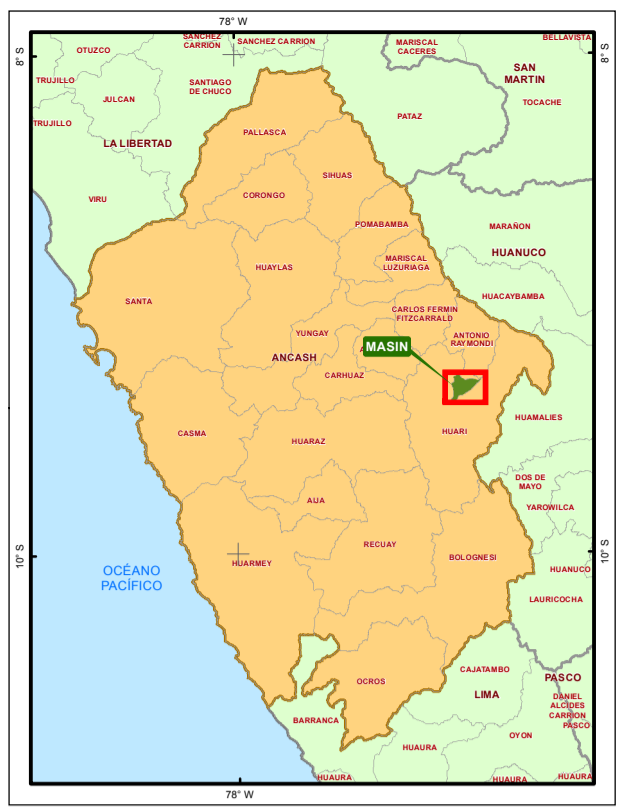 78° W
8° S
8° S
SANCHEZ
CARRIÓN
SANCHEZ CARRION
MARISCAL
CACERES
BELLAVISTA
OTUZCO
SAN
MARTIN
TRUJILLO
SANTIAGO
DE CHUCO
JULCAN
TOCACHE
TRUJILLO
PATAZ
PALLASCA
LA LIBERTAD
SIHUAS
CORONGO
VIRU
POMABAMBA
MARAÑON
HUANUCO
MARISCAL
LUZURIAGA
HUAYLAS
SANTA
HUACAYBAMBA
CARLOS FERMIN
FITZCARRALD
YUNGAY
ANTONIO
RAYMONDI
MASIN
A
ANCASH
CARHUAZ
HUAMALIES
CASMA
HUARI
HUARAZ
DOS DE
MAYO
AIJA
YAROWILCA
RECUAY
10° S
10° S
HUARMEY
BOLOGNESI
OCÉANO
PACÍFICO
HUANUCO
LAURICOCHA
CAJATAMBO
PASCO
OCROS
LIMA
DANIEL
ALCIDES
CARRION
PASCO
BARRANCA
OYON
HUAURA
HUAURA
HUAURA
HUAURA
78° W